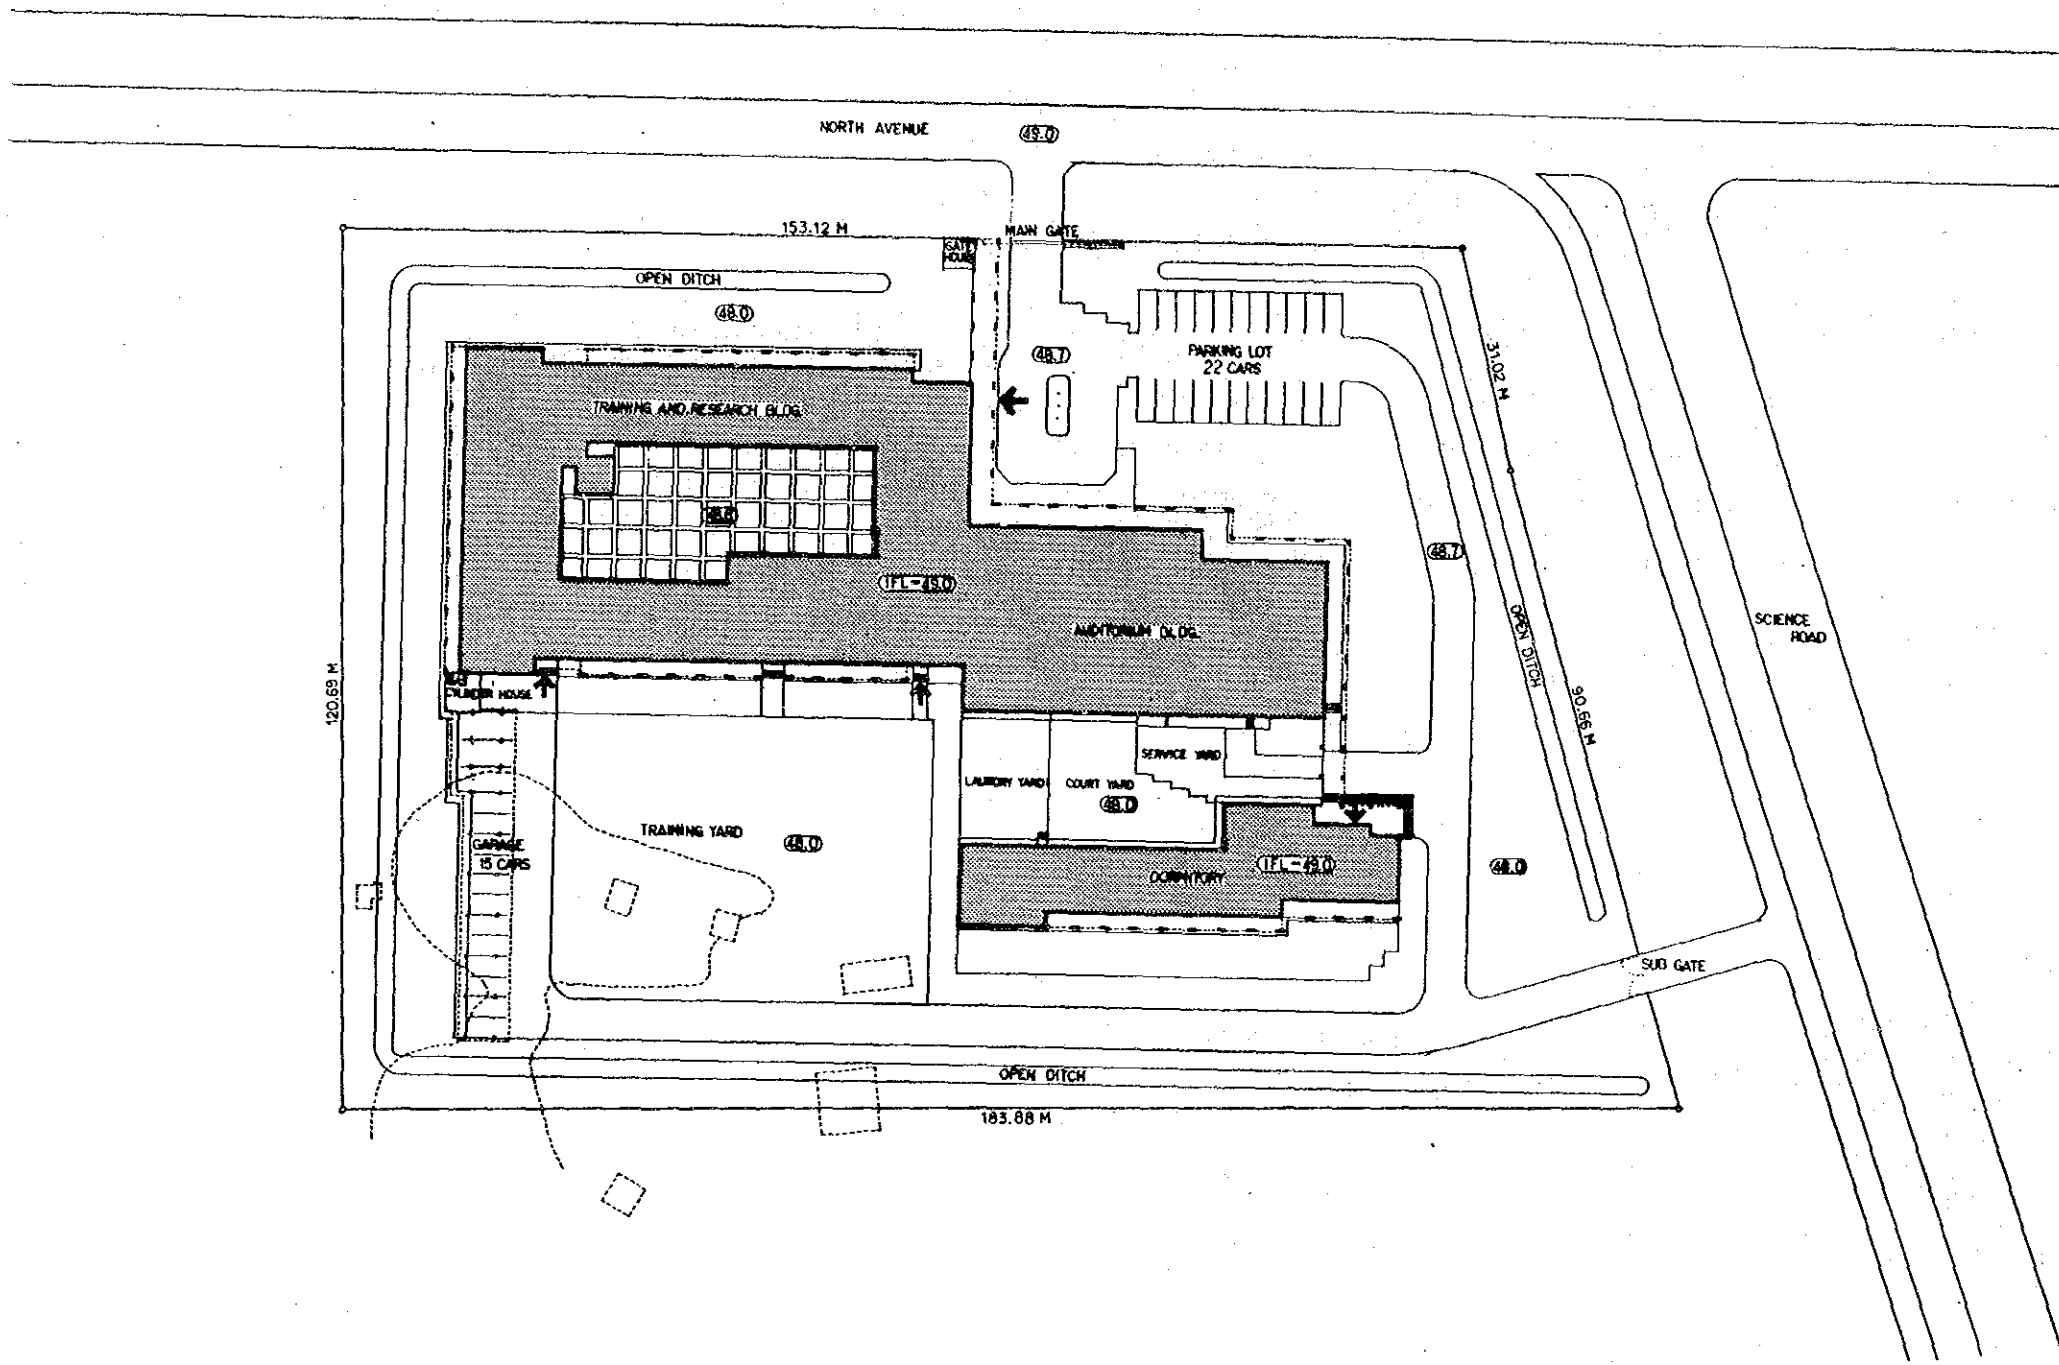 NORTH AVENUE
49.0
153.12 M
MAIN GATE
GATE
HOUSE
OPEN DITCH
48.0
48.7
PARKING LOT
22 CARS
31.02 M
TRAINING AND RESEARCH BLDG.
48.7
1FL-49.0
AUDITORIUM BLDG.
OPEN DITCH
SCIENCE
ROAD
120.69 M
CYLINDER HOUSE
90.66 M
SERVICE YARD
LAUNDRY YARD
COURT YARD
48.0
TRAINING YARD
48.0
GARAGE
15 CARS
1FL-49.0
DORMITORY
48.0
SUB GATE
OPEN DITCH
183.88 M